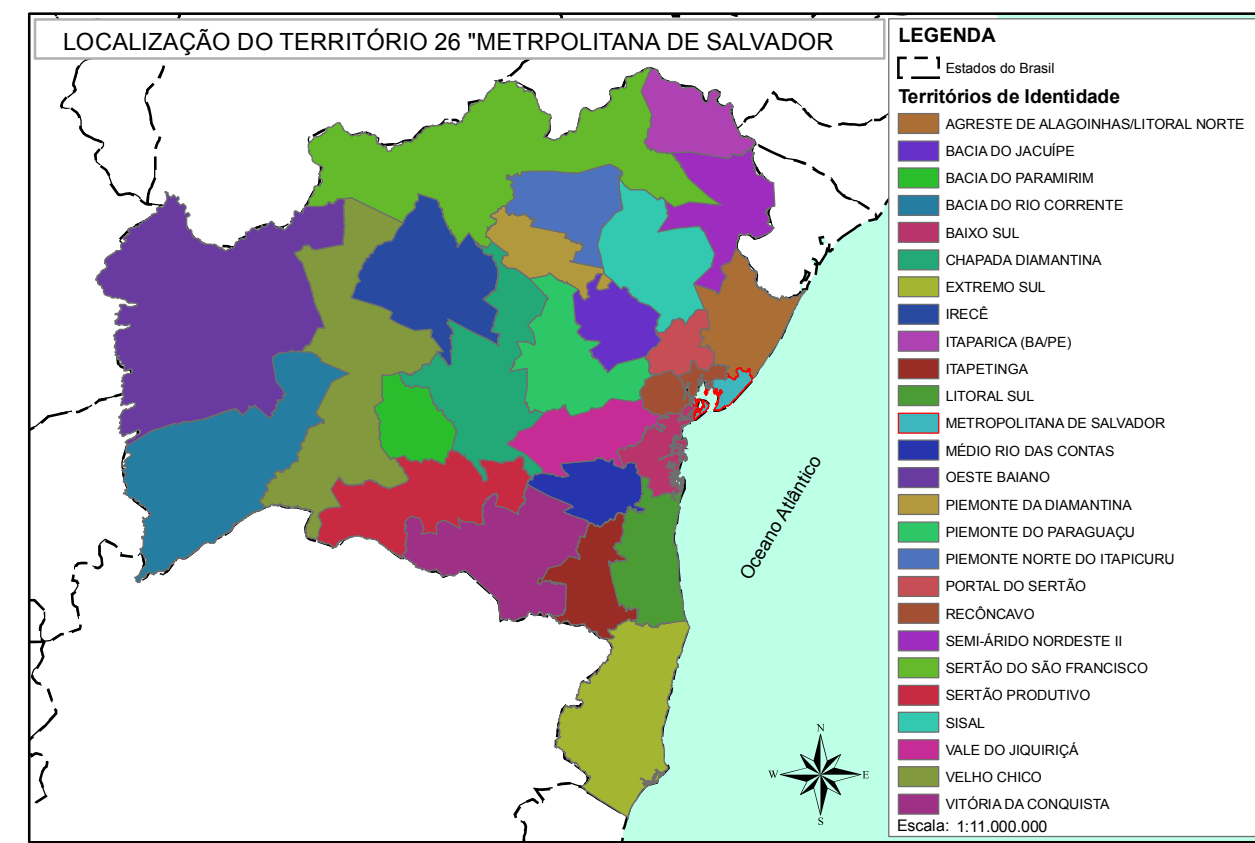 LOCALIZAÇÃO DO TERRITÓRIO 26 "METRPOLITANA DE SALVADOR
LEGENDA
Estados do Brasil
Territórios de Identidade
AGRESTE DE ALAGOINHAS/LITORAL NORTE
BACIA DO JACUÍPE
BACIA DO PARAMIRIM
BACIA DO RIO CORRENTE
BAIXO SUL
CHAPADA DIAMANTINA
EXTREMO SUL
IRECÊ
ITAPARICA (BA/PE)
ITAPETINGA
LITORAL SUL
METROPOLITANA DE SALVADOR
MÉDIO RIO DAS CONTAS
OESTE BAIANO
PIEMONTE DA DIAMANTINA
PIEMONTE DO PARAGUAÇU
PIEMONTE NORTE DO ITAPICURU
PORTAL DO SERTÃO
RECÔNCAVO
SEMI-ÁRIDO NORDESTE II
SERTÃO DO SÃO FRANCISCO
SERTÃO PRODUTIVO
SISAL
VALE DO JIQUIRIÇÁ
VELHO CHICO
VITÓRIA DA CONQUISTA
Escala: 1:11.000.000
Oceano Atlântico
N
W
E
S